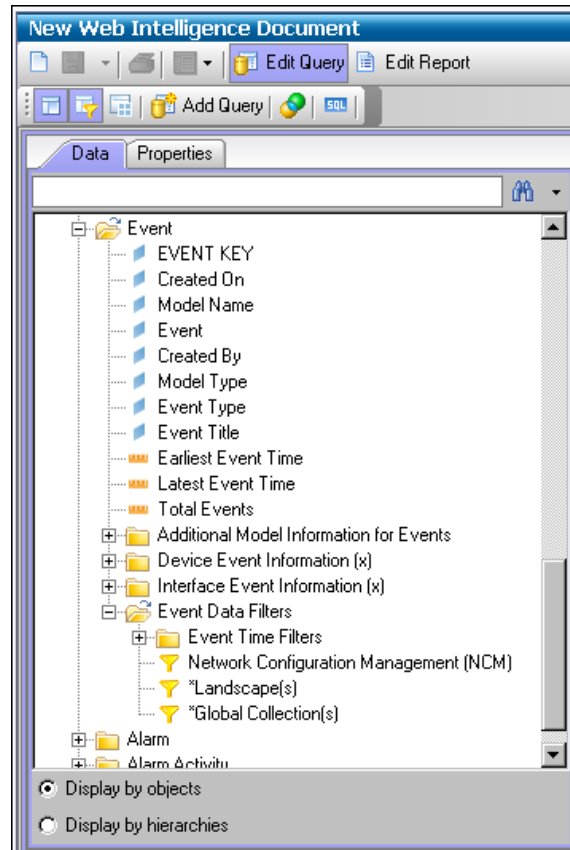 New Web Intelligence Document
Edit Query Edit Report
Add Query SQL
Data Properties
Event
EVENT KEY
Created On
Model Name
Event
Created By
Model Type
Event Type
Event Title
Earliest Event Time
Latest Event Time
Total Events
Additional Model Information for Events
Device Event Information (x)
Interface Event Information (x)
Event Data Filters
Event Time Filters
Network Configuration Management (NCM)
*Landscape(s)
*Global Collection(s)
Alarm
Alarm Activity
Display by objects
Display by hierarchies